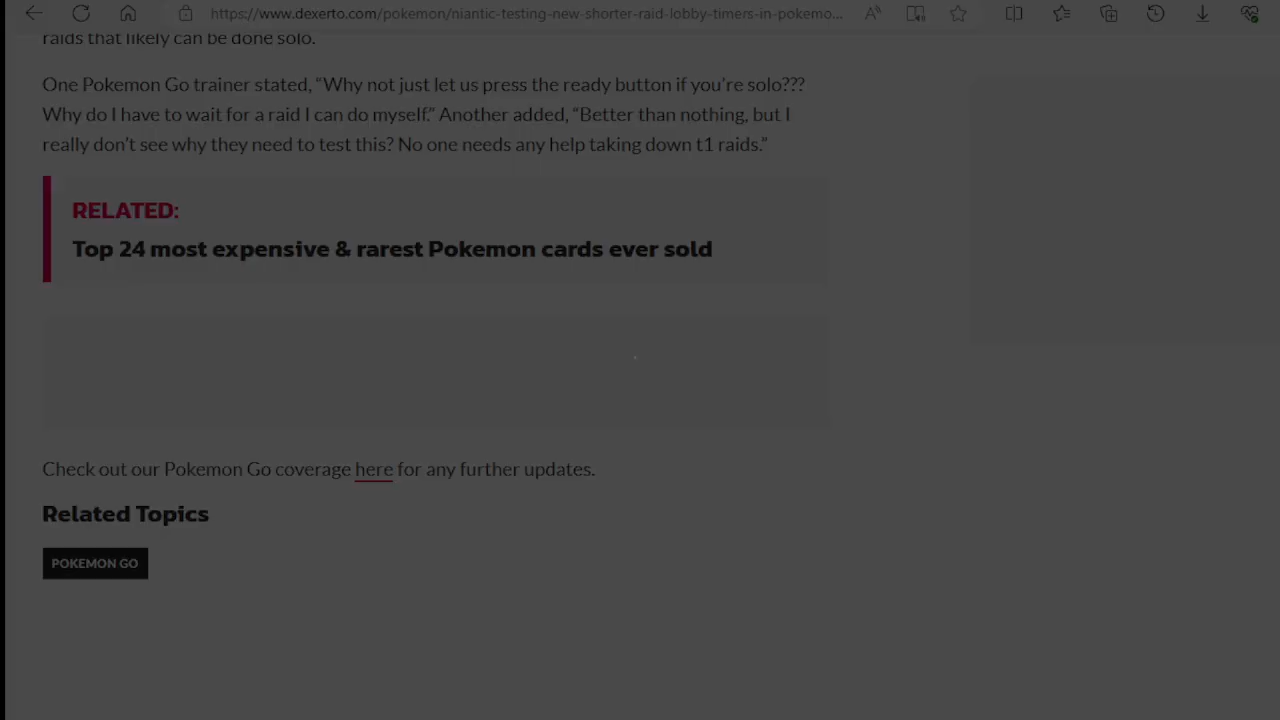 https://www.dexerto.com/pokemon/niantic-testing-new-shorter-raid-lobby-timers-in-pokemo...
raids that likely can be done solo.
One Pokemon Go trainer stated, “Why not just let us press the ready button if you’re solo???
Why do I have to wait for a raid I can do myself.” Another added, “Better than nothing, but I
really don’t see why they need to test this? No one needs any help taking down t1 raids.”
RELATED:
Top 24 most expensive & rarest Pokemon cards ever sold
Check out our Pokemon Go coverage here for any further updates.
Related Topics
POKEMON GO